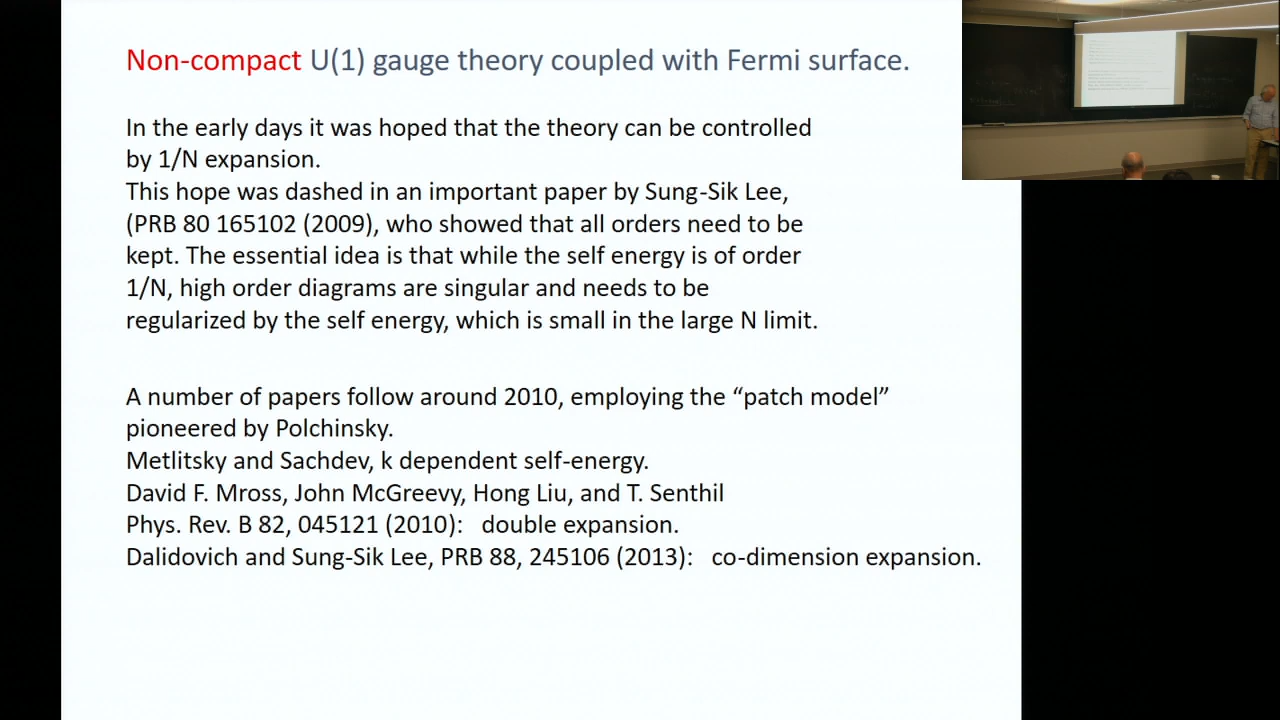 Non-compact U(1) gauge theory coupled with Fermi surface.
In the early days it was hoped that the theory can be controlled
by 1/N expansion.
This hope was dashed in an important paper by Sung-Sik Lee,
(PRB 80 165102 (2009), who showed that all orders need to be
kept. The essential idea is that while the self energy is of order
1/N, high order diagrams are singular and needs to be
regularized by the self energy, which is small in the large N limit.
A number of papers follow around 2010, employing the “patch model”
pioneered by Polchinsky.
Metlitsky and Sachdev, k dependent self-energy.
David F. Mross, John McGreevy, Hong Liu, and T. Senthil
Phys. Rev. B 82, 045121 (2010): double expansion.
Dalidovich and Sung-Sik Lee, PRB 88, 245106 (2013): co-dimension expansion.